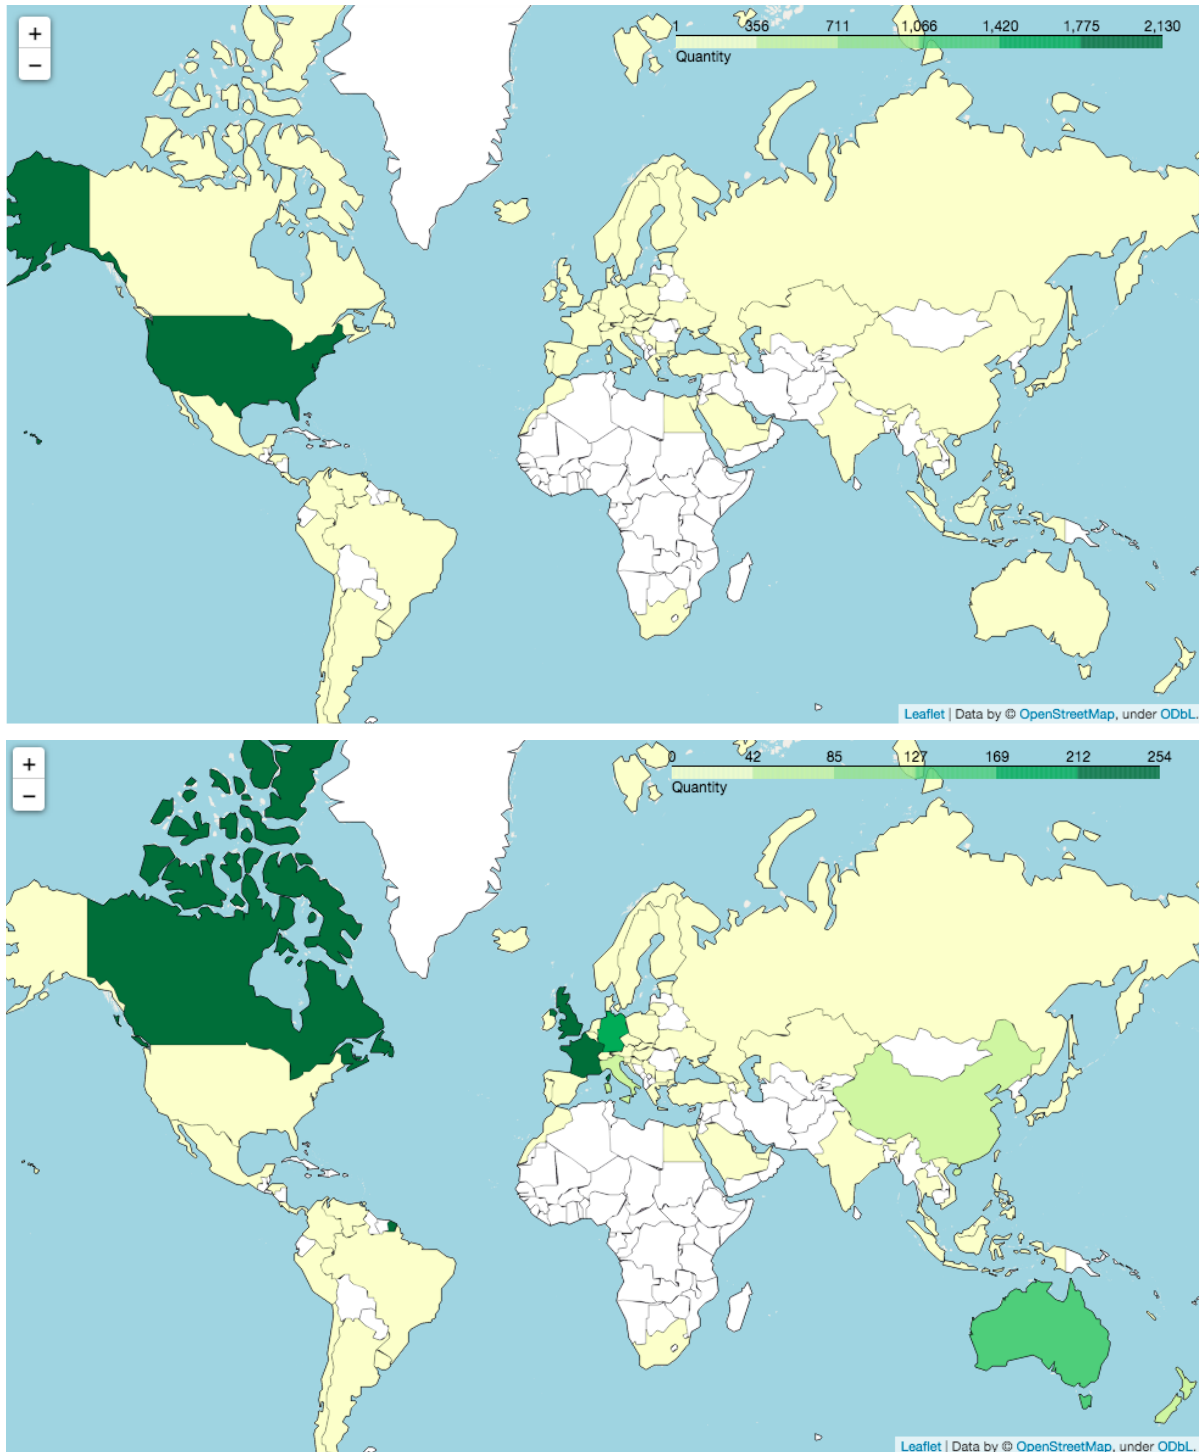 +
−
1 356 711 1,066 1,420 1,775 2,130
Quantity
Leaflet | Data by © OpenStreetMap, under ODbL.
+
−
0 42 85 127 169 212 254
Quantity
Leaflet | Data by © OpenStreetMap, under ODbL.